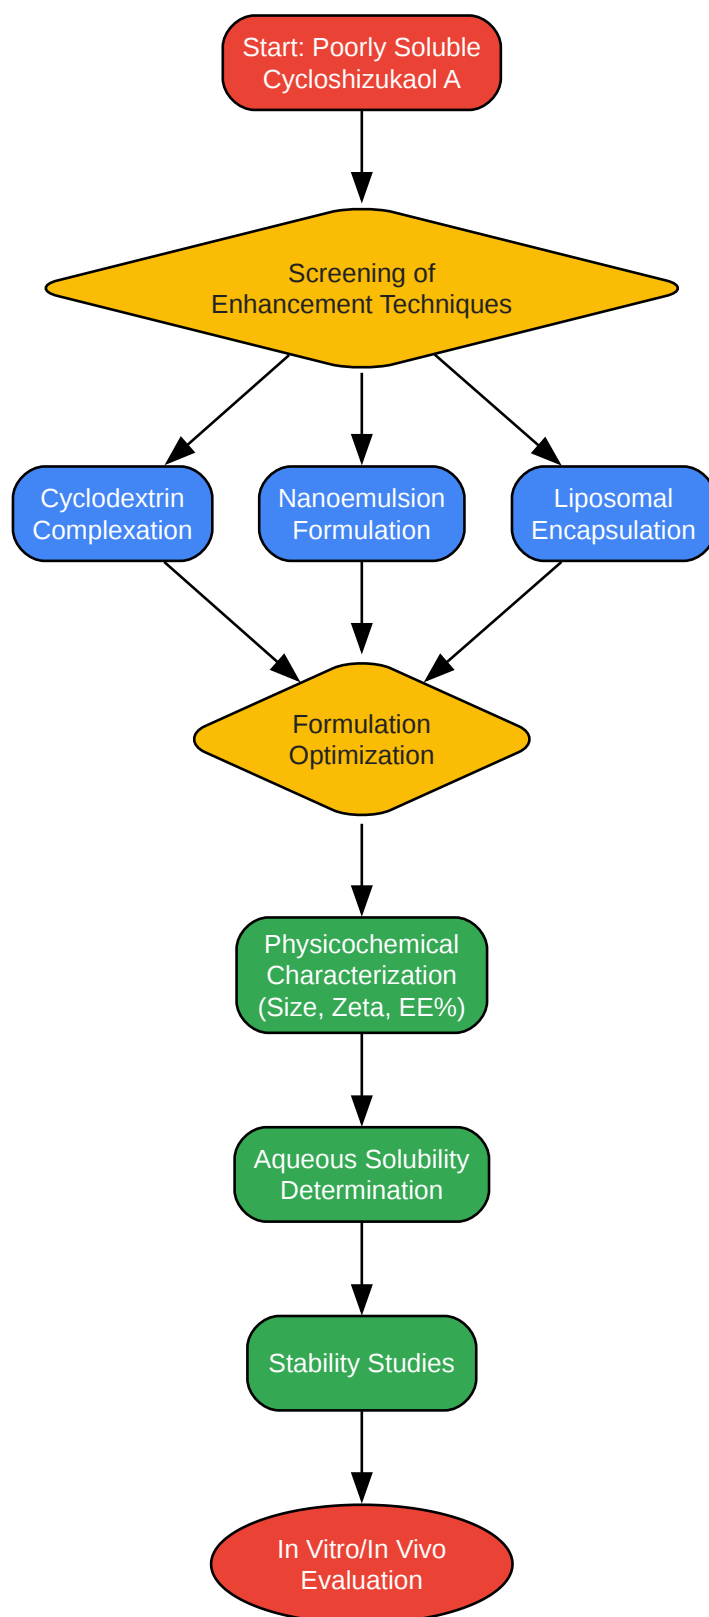 Start: Poorly Soluble
Cycloshizukaol A
Screening of
Enhancement Techniques
Cyclodextrin
Complexation
Nanoemulsion
Formulation
Liposomal
Encapsulation
Formulation
Optimization
Physicochemical
Characterization
(Size, Zeta, EE%)
Aqueous Solubility
Determination
Stability Studies
In Vitro/In Vivo
Evaluation